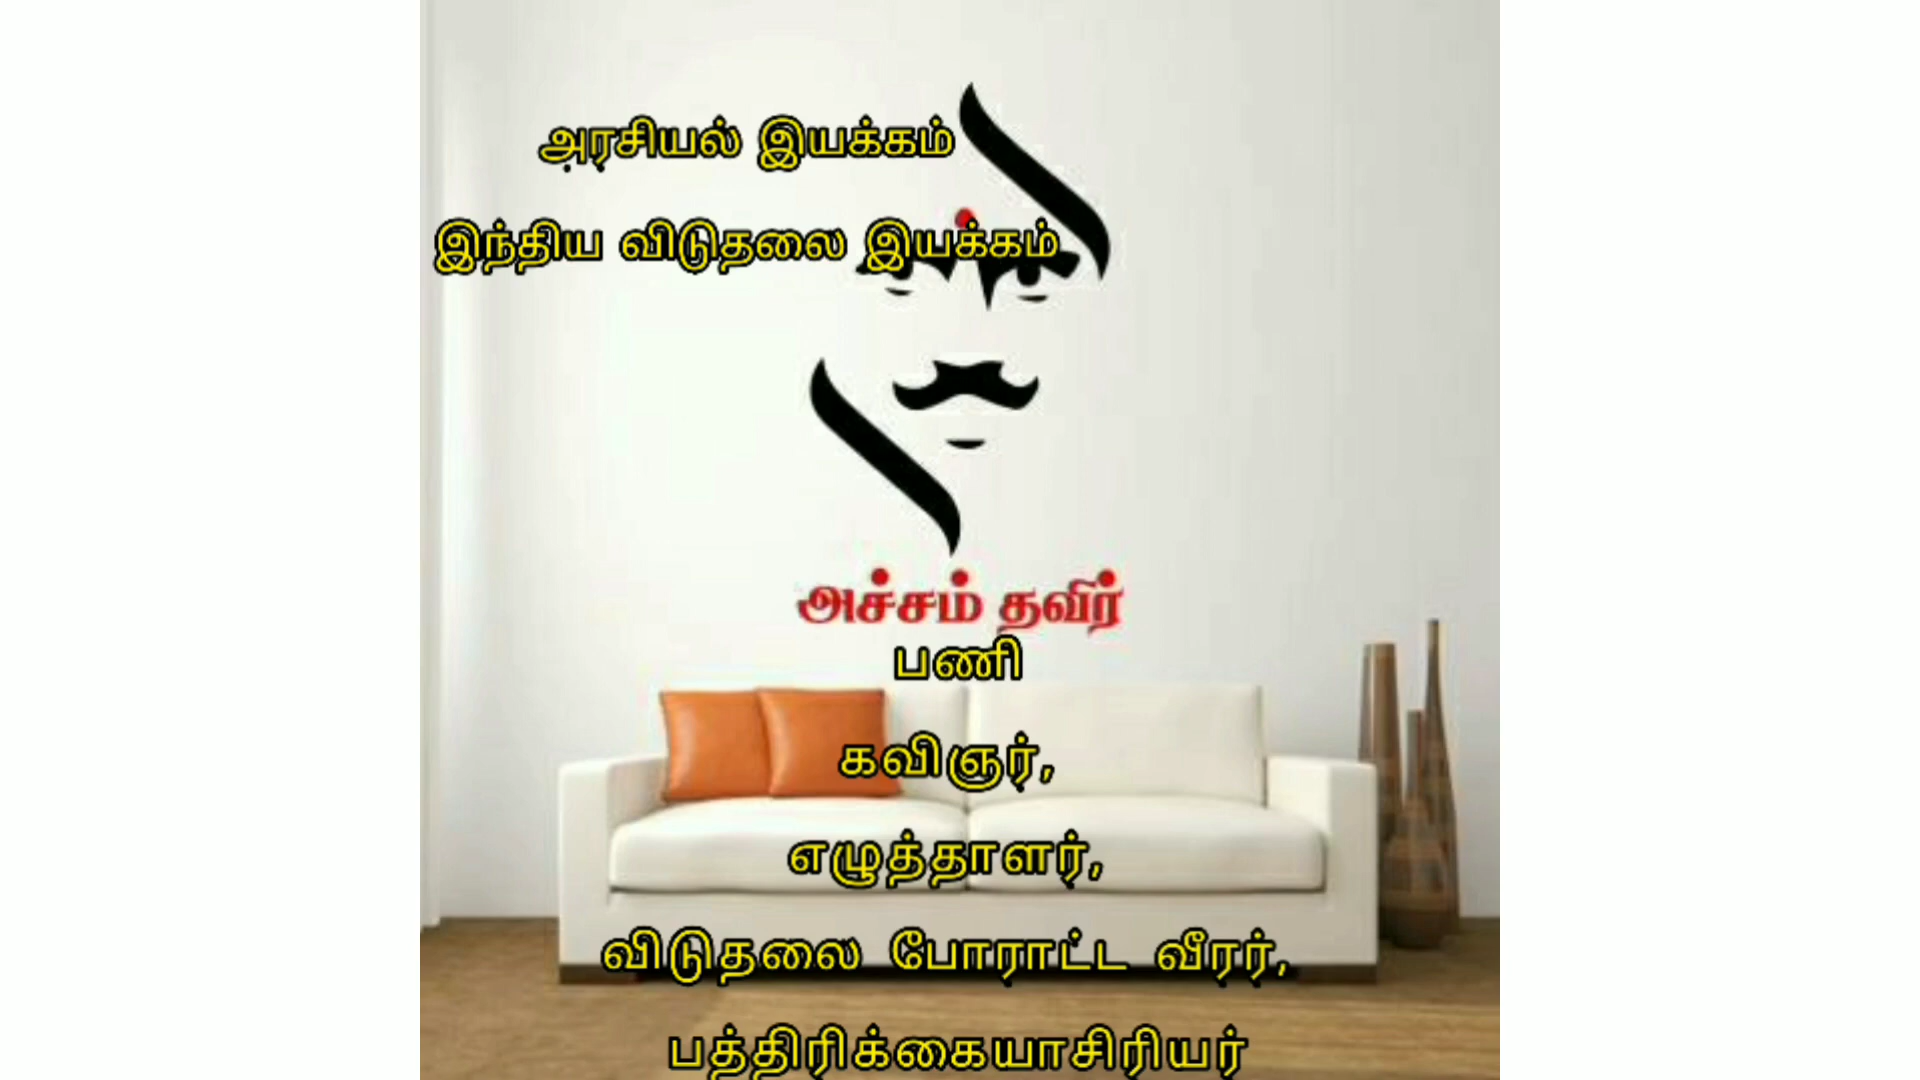 அரசியல் இயக்கம்
இந்திய விடுதலை இயக்கம்
அச்சம் தவிர்
பணி
கவிஞர்,
எழுத்தாளர்,
விடுதலை போராட்ட வீரர்,
பத்திரிக்கையாசிரியர்